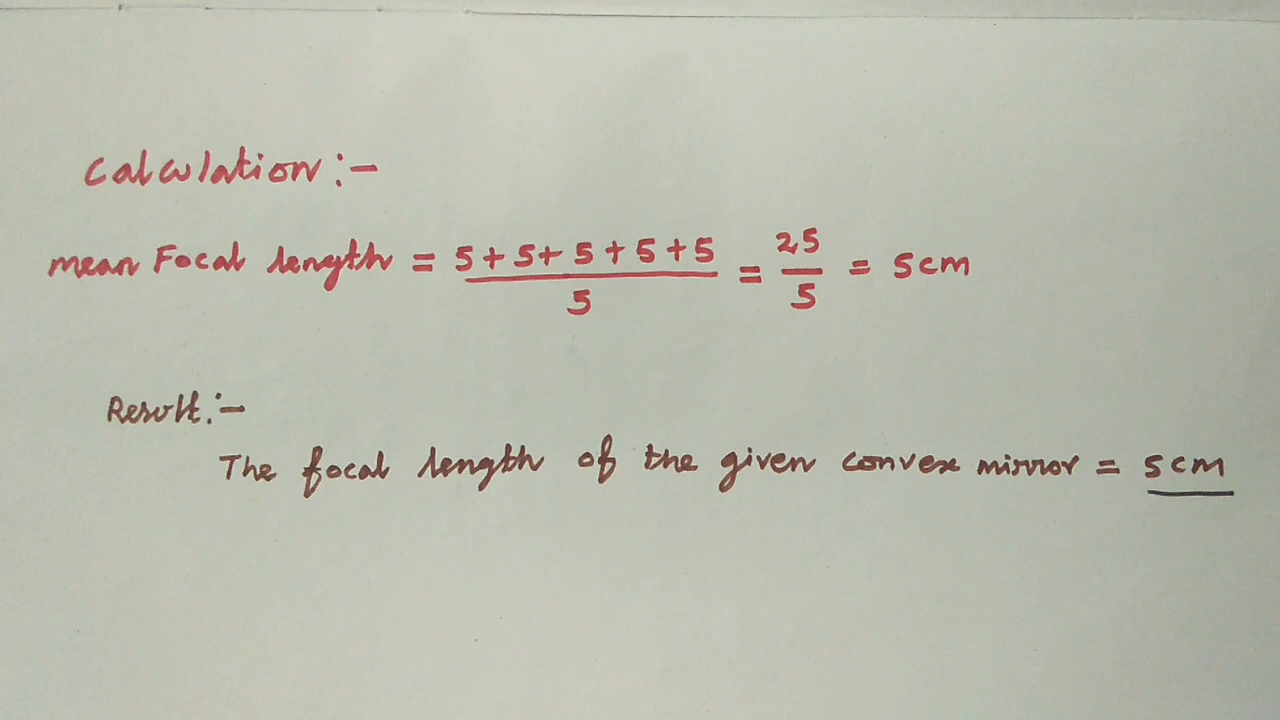 Calculation:-
mean Focal length = 5+5+5+5+5 / 5 = 25 / 5 = 5cm
Result:-
The focal length of the given convex mirror = 5cm